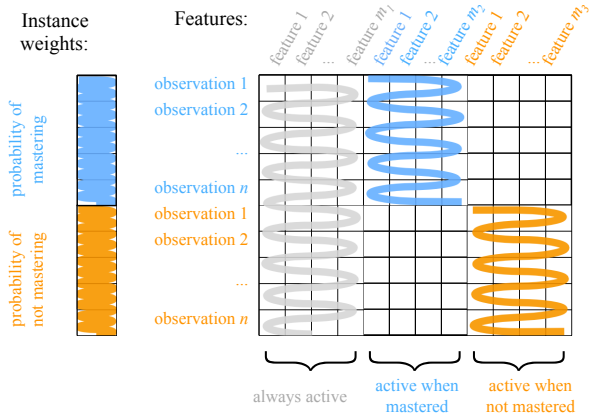 Instance
weights:
Features:
feature 1
feature 2
...
feature m1
feature 1
feature 2
...
feature m2
feature 1
feature 2
...
feature m3
probability of
mastering
observation 1
observation 2
...
observation n
probability of
not mastering
observation 1
observation 2
...
observation n
always active
active when
mastered
active when
not mastered